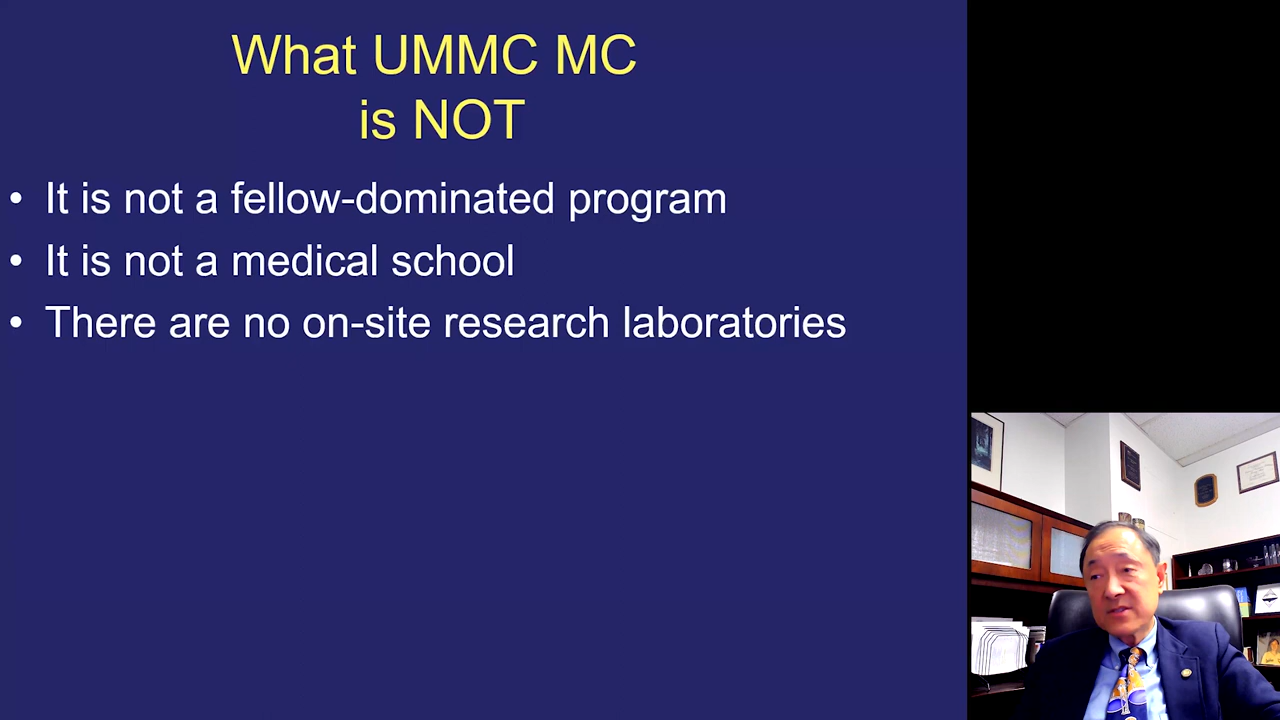 What UMMC MC
is NOT
• It is not a fellow-dominated program
• It is not a medical school
• There are no on-site research laboratories